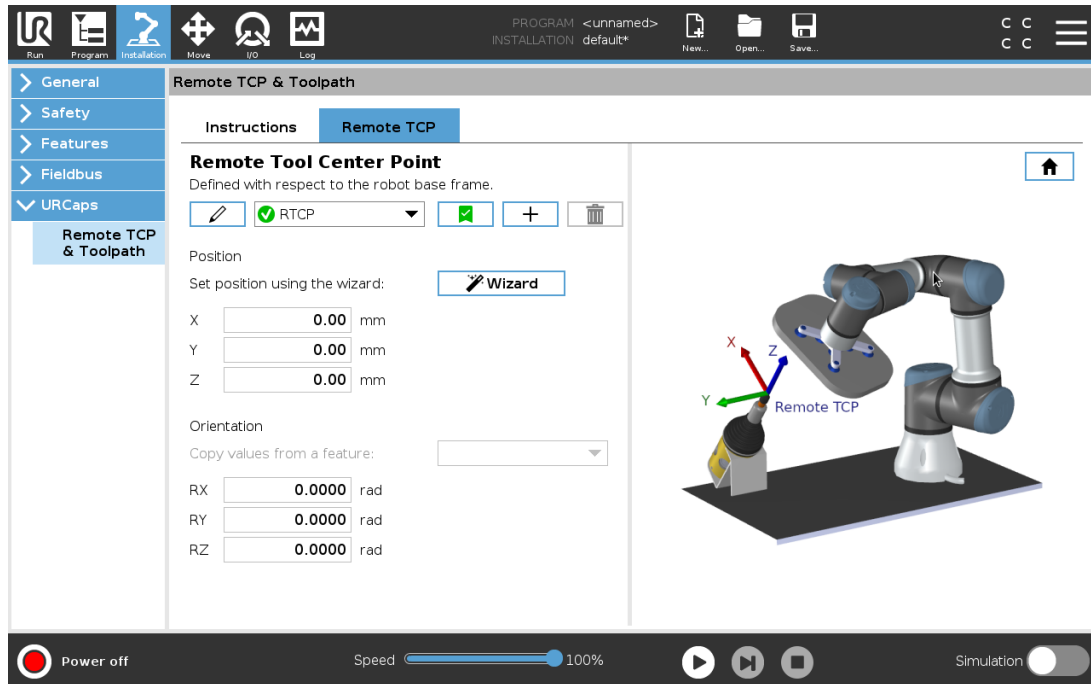 PROGRAM <unnamed>
INSTALLATION default*
C C
C C
UR
Run
Program
Installation
Move
I/O
Log
New...
Open...
Save...
General
Safety
Features
Fieldbus
URCaps
Remote TCP
& Toolpath
Remote TCP & Toolpath
Instructions
Remote TCP
Remote Tool Center Point
Defined with respect to the robot base frame.
RTCP
Position
Set position using the wizard:
Wizard
X 0.00 mm
Y 0.00 mm
Z 0.00 mm
Orientation
Copy values from a feature:
RX 0.0000 rad
RY 0.0000 rad
RZ 0.0000 rad
X
Z
Y
Remote TCP
Power off
Speed 100%
Simulation